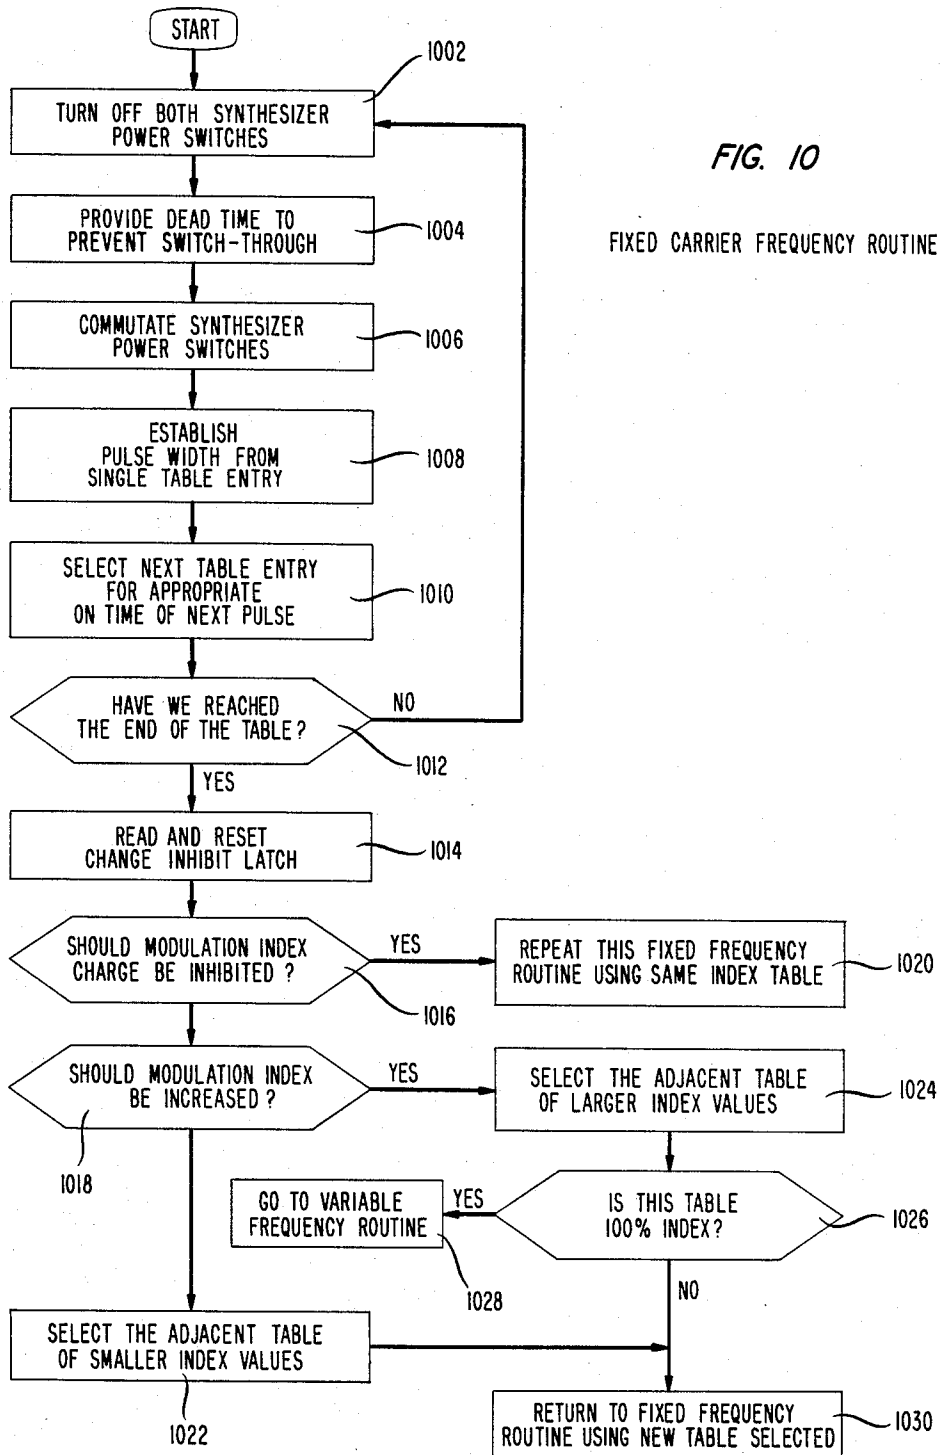 START
1002
TURN OFF BOTH SYNTHESIZER
POWER SWITCHES
FIG. 10
FIXED CARRIER FREQUENCY ROUTINE
PROVIDE DEAD TIME TO
PREVENT SWITCH-THROUGH
1004
COMMUTATE SYNTHESIZER
POWER SWITCHES
1006
ESTABLISH
PULSE WIDTH FROM
SINGLE TABLE ENTRY
1008
SELECT NEXT TABLE ENTRY
FOR APPROPRIATE
ON TIME OF NEXT PULSE
1010
HAVE WE REACHED
THE END OF THE TABLE?
NO
1012
YES
READ AND RESET
CHANGE INHIBIT LATCH
1014
SHOULD MODULATION INDEX
CHARGE BE INHIBITED ?
YES
1016
REPEAT THIS FIXED FREQUENCY
ROUTINE USING SAME INDEX TABLE
1020
SHOULD MODULATION INDEX
BE INCREASED ?
YES
1018
SELECT THE ADJACENT TABLE
OF LARGER INDEX VALUES
1024
IS THIS TABLE
100% INDEX?
1026
YES
GO TO VARIABLE
FREQUENCY ROUTINE
1028
NO
SELECT THE ADJACENT TABLE
OF SMALLER INDEX VALUES
1022
RETURN TO FIXED FREQUENCY
ROUTINE USING NEW TABLE SELECTED
1030